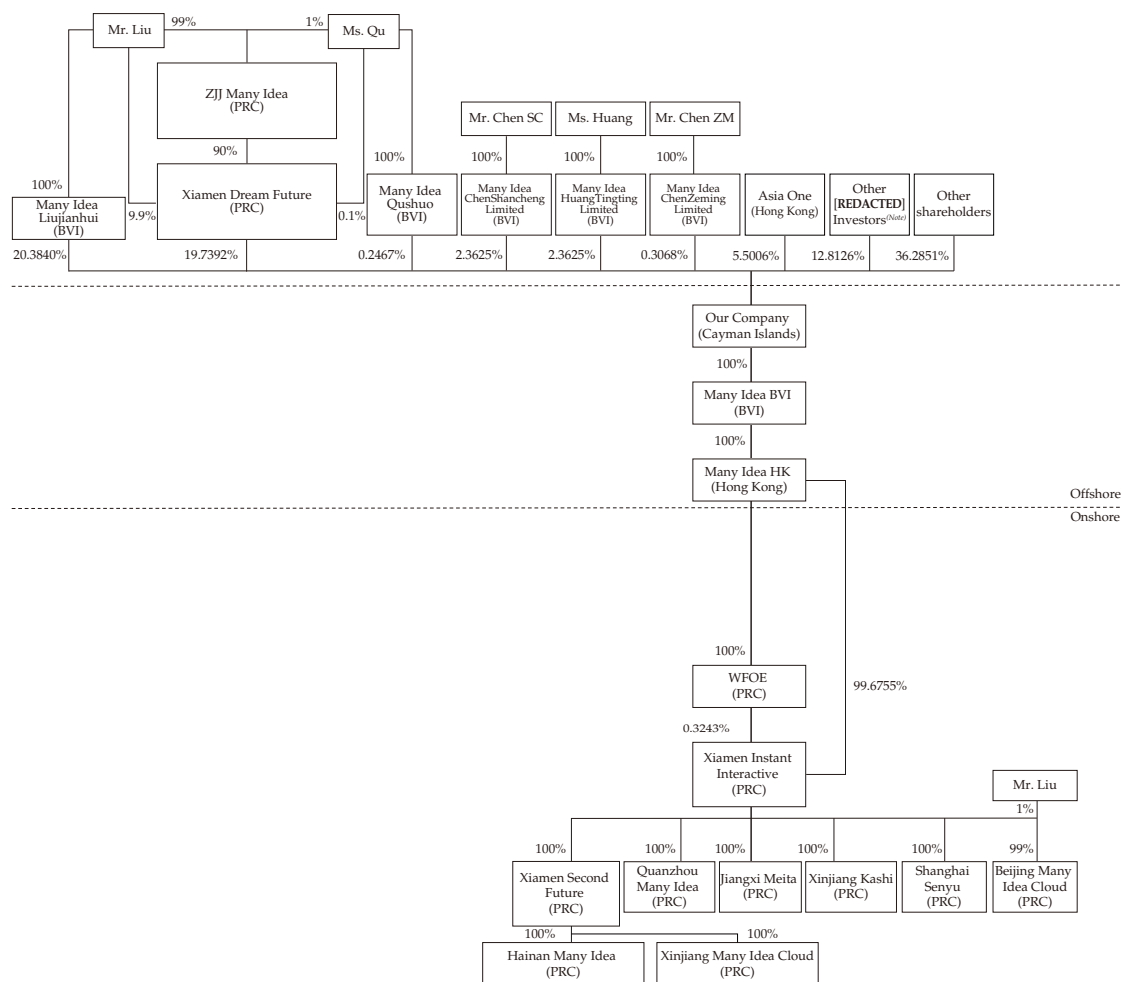 Mr. Liu
99%
1%
Ms. Qu
ZJJ Many Idea
(PRC)
Mr. Chen SC
Ms. Huang
Mr. Chen ZM
90%
100%
100%
100%
100%
100%
Many Idea
Liujianhui
(BVI)
9.9%
Xiamen Dream Future
(PRC)
0.1%
Many Idea
Qushuo
(BVI)
Many Idea
ChenShancheng
Limited
(BVI)
Many Idea
HuangTingting
Limited
(BVI)
Many Idea
ChenZeming
Limited
(BVI)
Asia One
(Hong Kong)
Other
[REDACTED]
Investors(Note)
Other
shareholders
20.3840%
19.7392%
0.2467%
2.3625%
2.3625%
0.3068%
5.5006%
12.8126%
36.2851%
Our Company
(Cayman Islands)
100%
Many Idea BVI
(BVI)
100%
Many Idea HK
(Hong Kong)
Offshore
Onshore
100%
WFOE
(PRC)
99.6755%
0.3243%
Xiamen Instant
Interactive
(PRC)
Mr. Liu
1%
100%
100%
100%
100%
100%
99%
Xiamen Second
Future
(PRC)
Quanzhou
Many Idea
(PRC)
Jiangxi Meita
(PRC)
Xinjiang Kashi
(PRC)
Shanghai
Senyu
(PRC)
Beijing Many
Idea Cloud
(PRC)
100%
100%
Hainan Many Idea
(PRC)
Xinjiang Many Idea Cloud
(PRC)